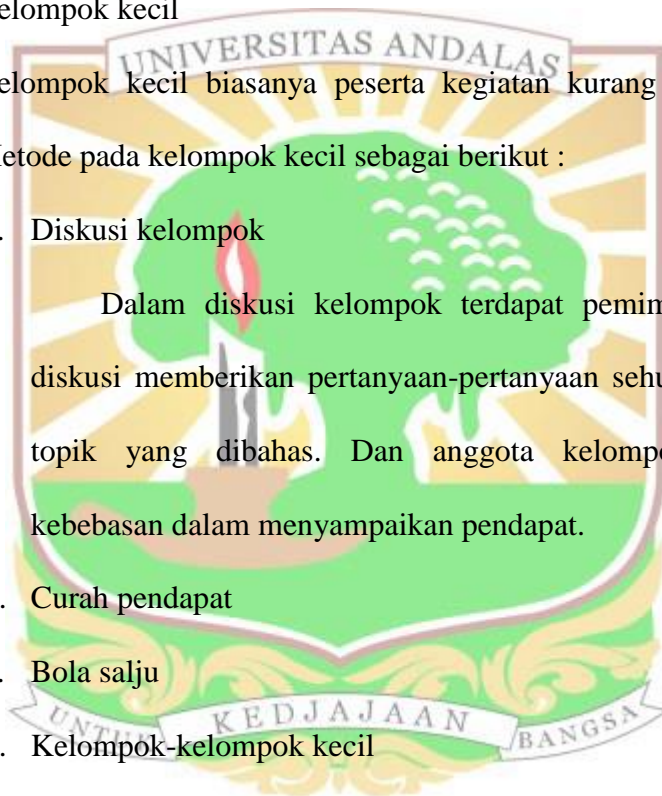 elompok kecil
UNIVERSITAS ANDALAS
elompok kecil biasanya peserta kegiatan kurang
etode pada kelompok kecil sebagai berikut :
. Diskusi kelompok
Dalam diskusi kelompok terdapat pemim
diskusi memberikan pertanyaan-pertanyaan sehu
topik yang dibahas. Dan anggota kelompo
kebebasan dalam menyampaikan pendapat.
. Curah pendapat
. Bola salju
UNTUK KEDJAJAAN BANGSA
. Kelompok-kelompok kecil